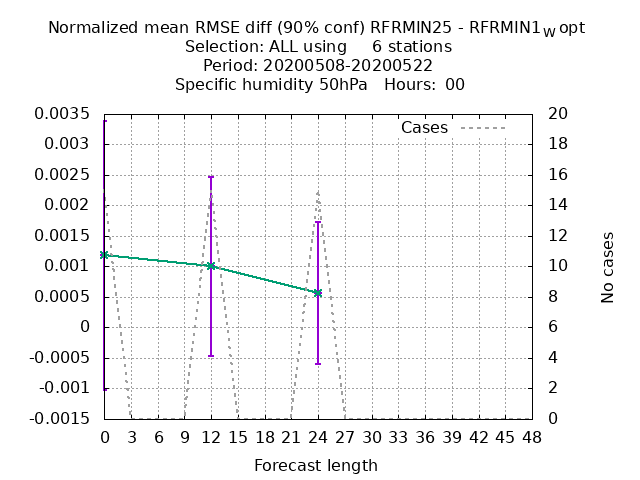 Normalized mean RMSE diff (90% conf) RFRMIN25 - RFRMIN1_W opt
Selection: ALL using 6 stations
Period: 20200508-20200522
Specific humidity 50hPa Hours: 00
Cases
0.0035
0.003
0.0025
0.002
0.0015
0.001
0.0005
0
-0.0005
-0.001
-0.0015
20
18
16
14
12
10
8
6
4
2
0
No cases
0 3 6 9 12 15 18 21 24 27 30 33 36 39 42 45 48
Forecast length